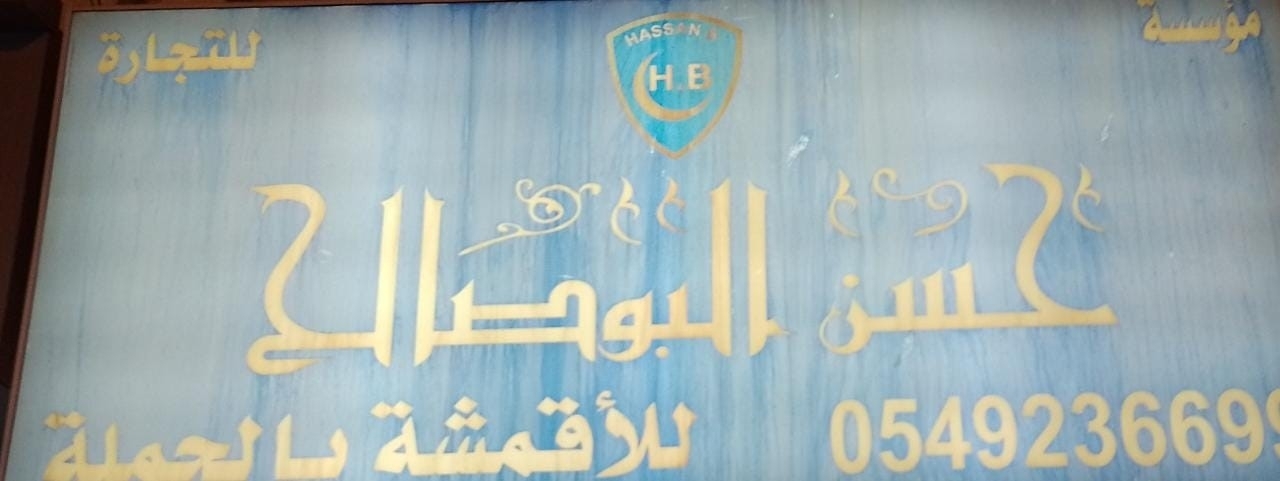 مؤسسة
للتجارة
HASSAN B
H.B
حسن البوصالح
للأقمشة بالجملة
0549236699